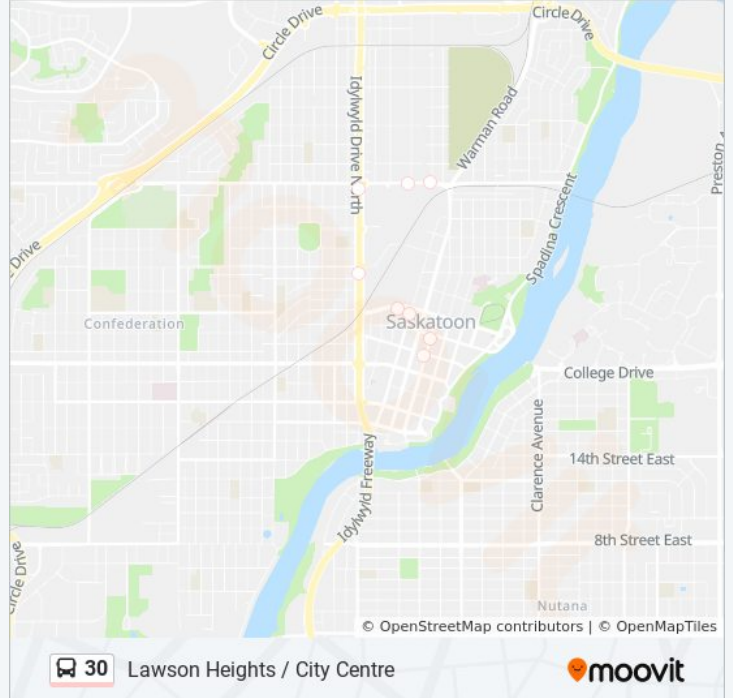 Circle Drive
Circle Drive
Idylwyld Drive North
Warman Road
Preston
Spadina Crescent
Drive
Confederation
Saskatoon
College Drive
Clarence Avenue
14th Street East
Idylwyld Freeway
8th Street East
Circle Drive
Nutana
© OpenStreetMap contributors | © OpenMapTiles
30 Lawson Heights / City Centre
moovit